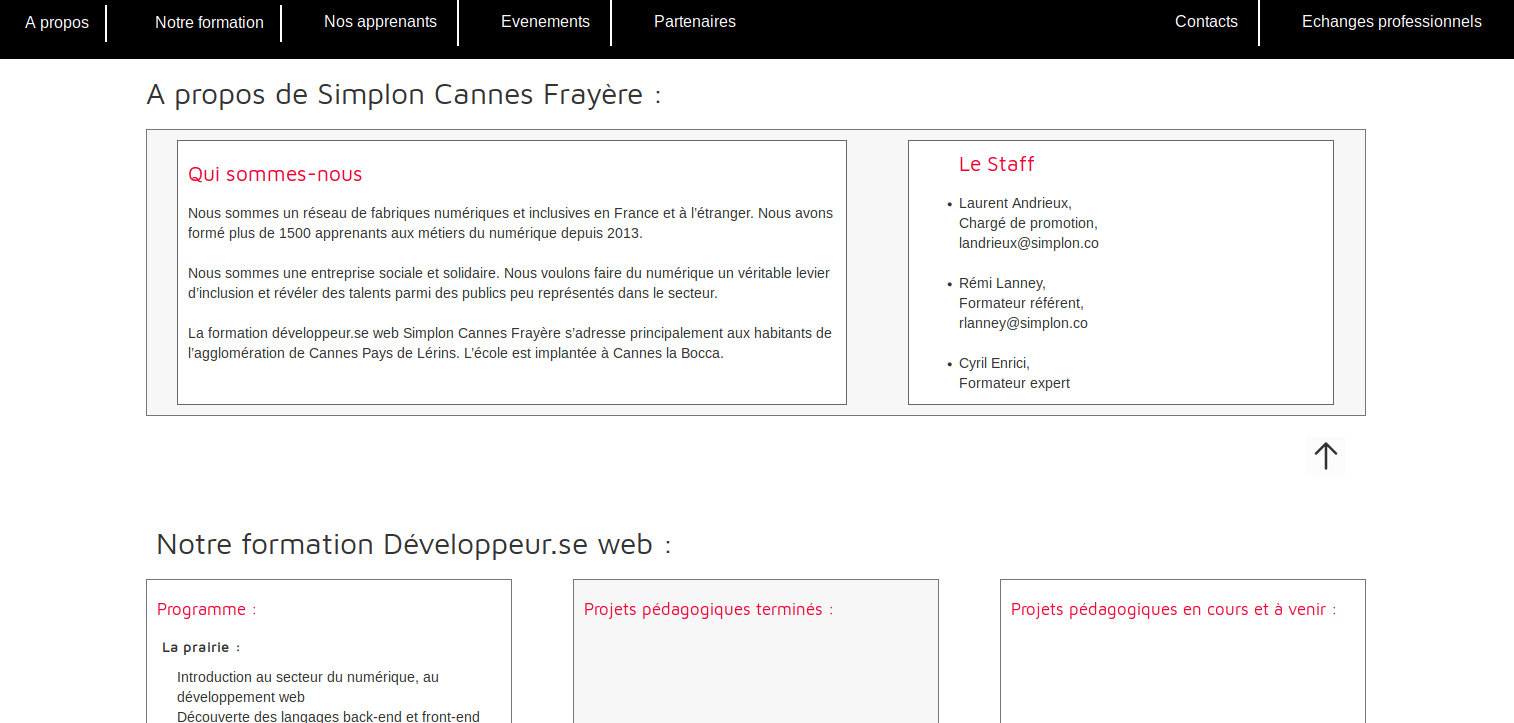 A propos
Notre formation
Nos apprenants
Evenements
Partenaires
Contacts
Echanges professionnels
A propos de Simplon Cannes Frayère :
Qui sommes-nous
Nous sommes un réseau de fabriques numériques et inclusives en France et à l’étranger. Nous avons
formé plus de 1500 apprenants aux métiers du numérique depuis 2013.
Nous sommes une entreprise sociale et solidaire. Nous voulons faire du numérique un véritable levier
d’inclusion et révéler des talents parmi des publics peu représentés dans le secteur.
La formation développeur.se web Simplon Cannes Frayère s’adresse principalement aux habitants de
l’agglomération de Cannes Pays de Lérins. L’école est implantée à Cannes la Bocca.
Le Staff
• Laurent Andrieux,
Chargé de promotion,
landrieux@simplon.co
• Rémi Lanney,
Formateur référent,
rlanney@simplon.co
• Cyril Enrici,
Formateur expert
Notre formation Développeur.se web :
Programme :
La prairie :
Introduction au secteur du numérique, au
développement web
Découverte des langages back-end et front-end
Projets pédagogiques terminés :
Projets pédagogiques en cours et à venir :